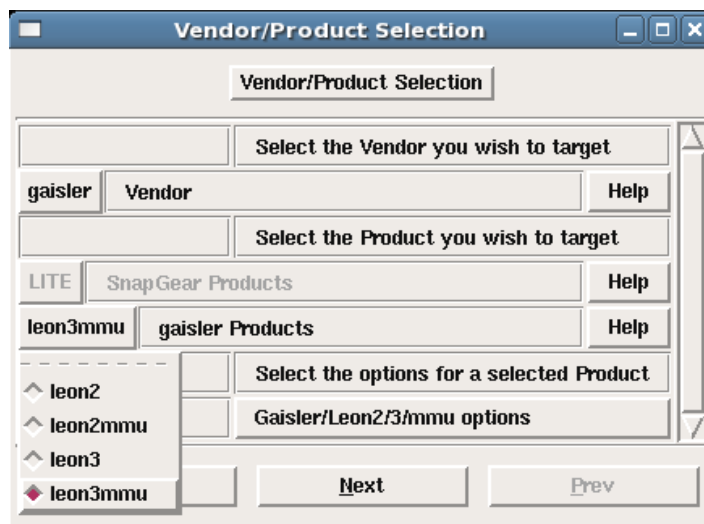 Vendor/Product Selection
Vendor/Product Selection
Select the Vendor you wish to target
gaisler Vendor Help
Select the Product you wish to target
LITE SnapGear Products Help
leon3mmu gaisler Products Help
Select the options for a selected Product
leon2
Gaisler/Leon2/3/mmu options
leon2mmu
leon3
leon3mmu
Next Prev